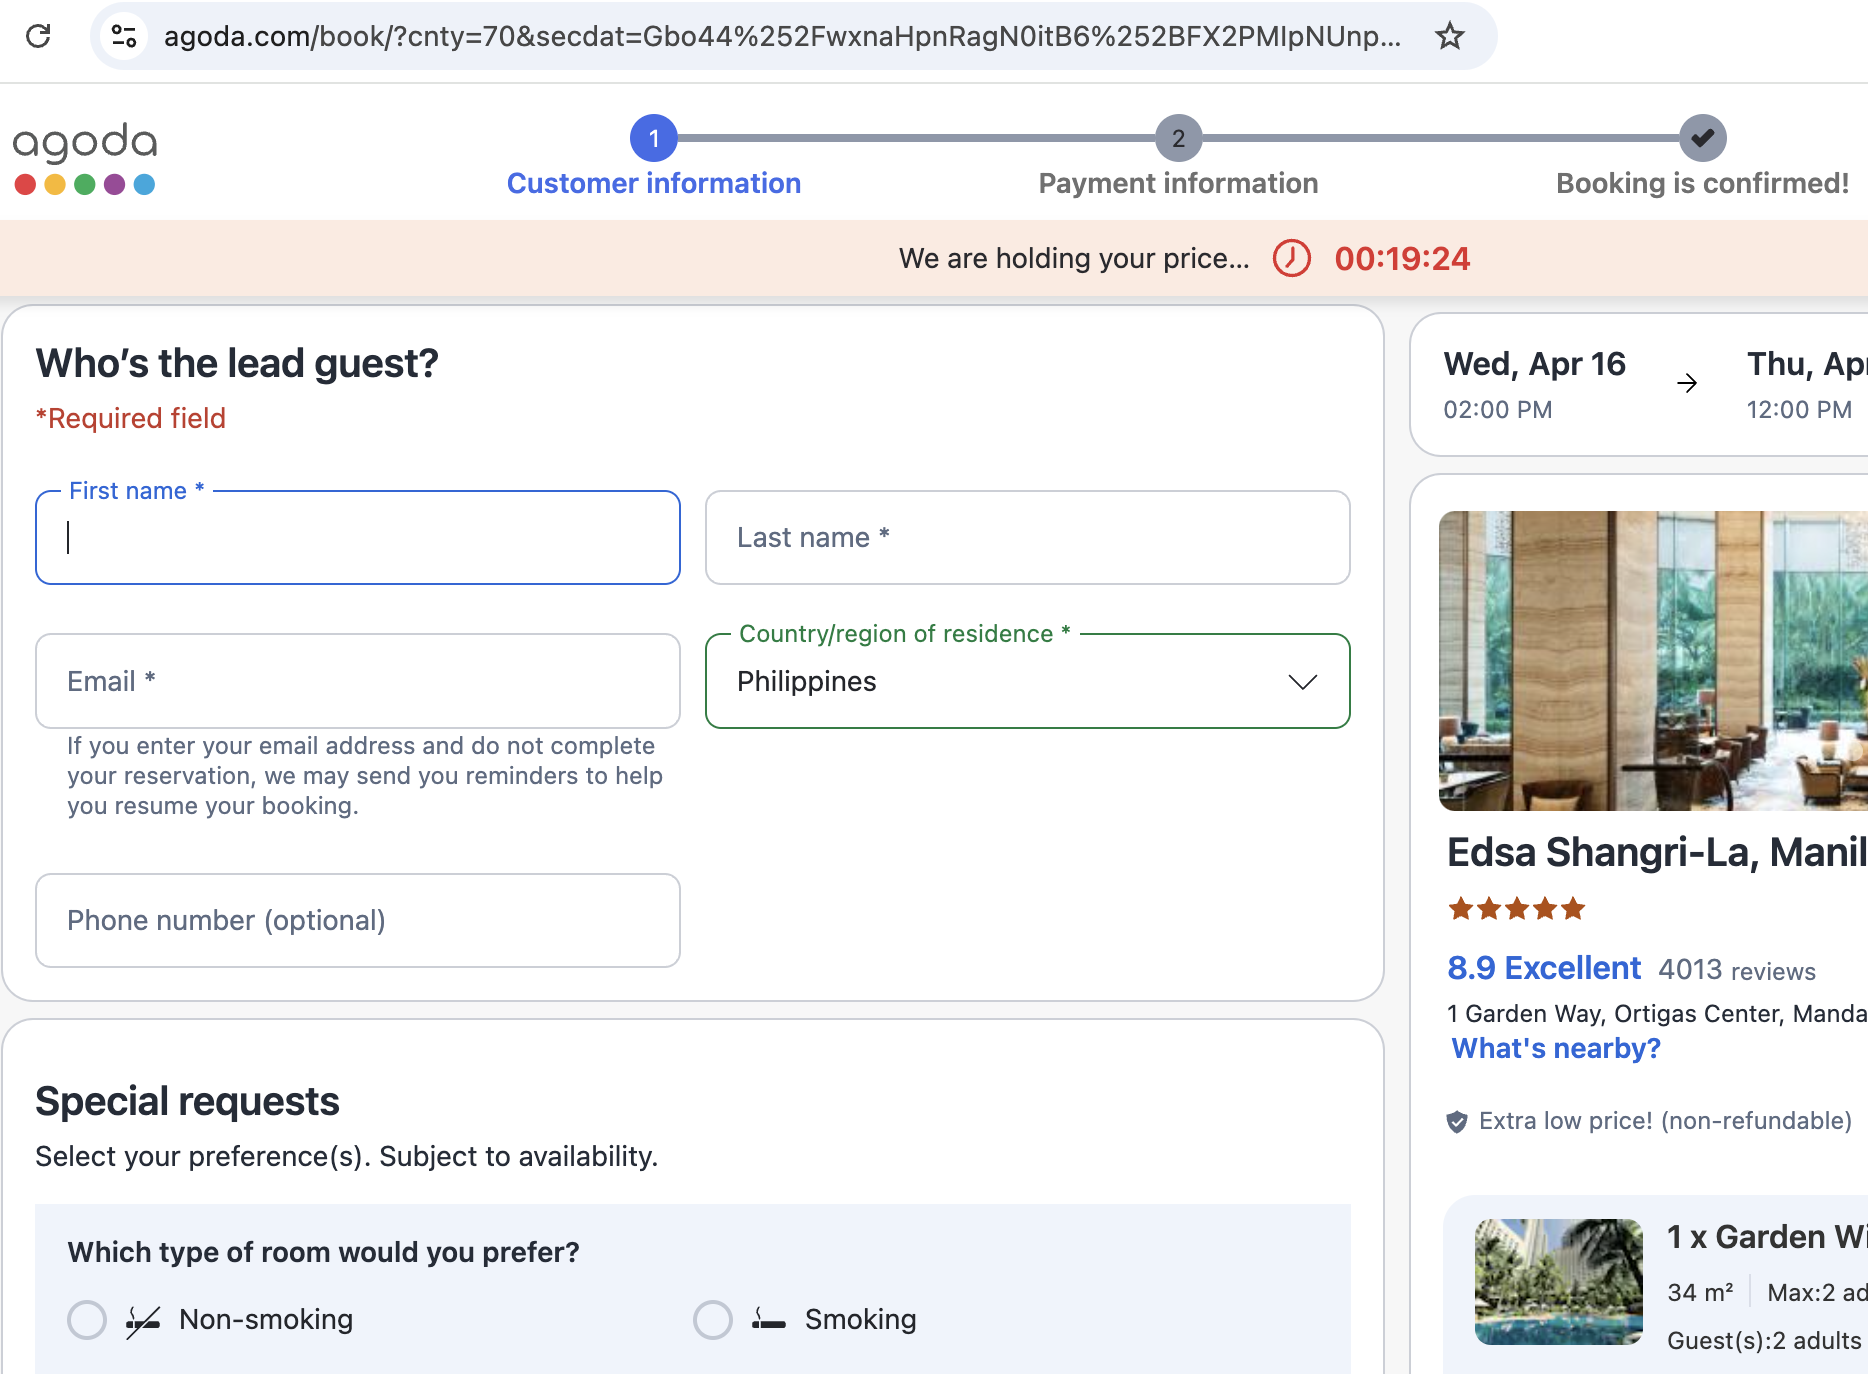 agoda.com/book/?cnty=70&secdat=Gbo44%252FwxnaHpnRagN0itB6%252BFX2PMIpNUnp...
agoda
1
2
Customer information
Payment information
Booking is confirmed!
We are holding your price... 00:19:24
Who's the lead guest?
*Required field
First name *
Last name *
Email *
Country/region of residence *
Philippines
If you enter your email address and do not complete
your reservation, we may send you reminders to help
you resume your booking.
Phone number (optional)
Special requests
Select your preference(s). Subject to availability.
Which type of room would you prefer?
Non-smoking
Smoking
Wed, Apr 16
02:00 PM
Thu, Apr
12:00 PM
Edsa Shangri-La, Manil
8.9 Excellent 4013 reviews
1 Garden Way, Ortigas Center, Manda
What's nearby?
Extra low price! (non-refundable)
1 x Garden Wi
34 m² Max:2 ad
Guest(s):2 adults